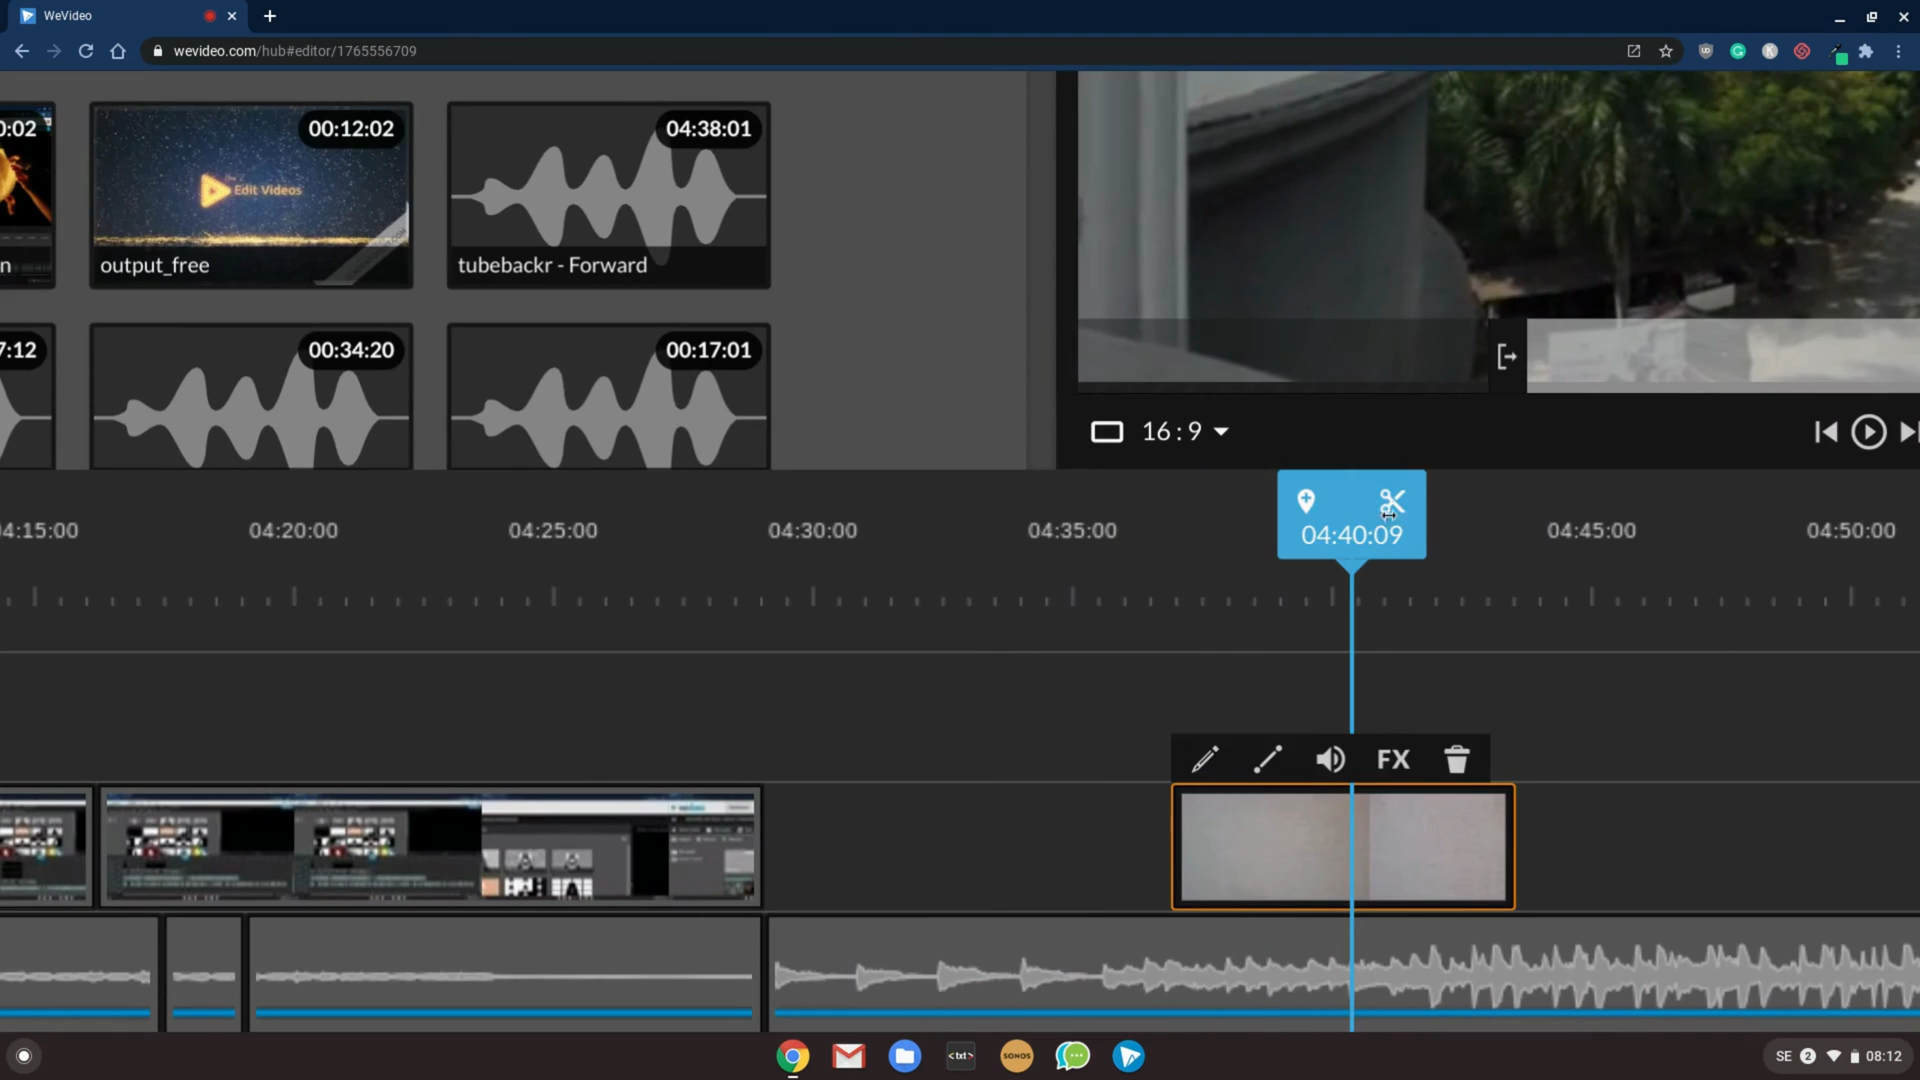 WeVideo
wevideo.com/hub#editor/1765556709
0:02
00:12:02
04:38:01
Edit Videos
n
output_free
tubebackr - Forward
7:12
00:34:20
00:17:01
16:9
04:40:09
4:15:00
04:20:00
04:25:00
04:30:00
04:35:00
04:45:00
04:50:00
FX
<txt>
SONOS
SE
2
08:12